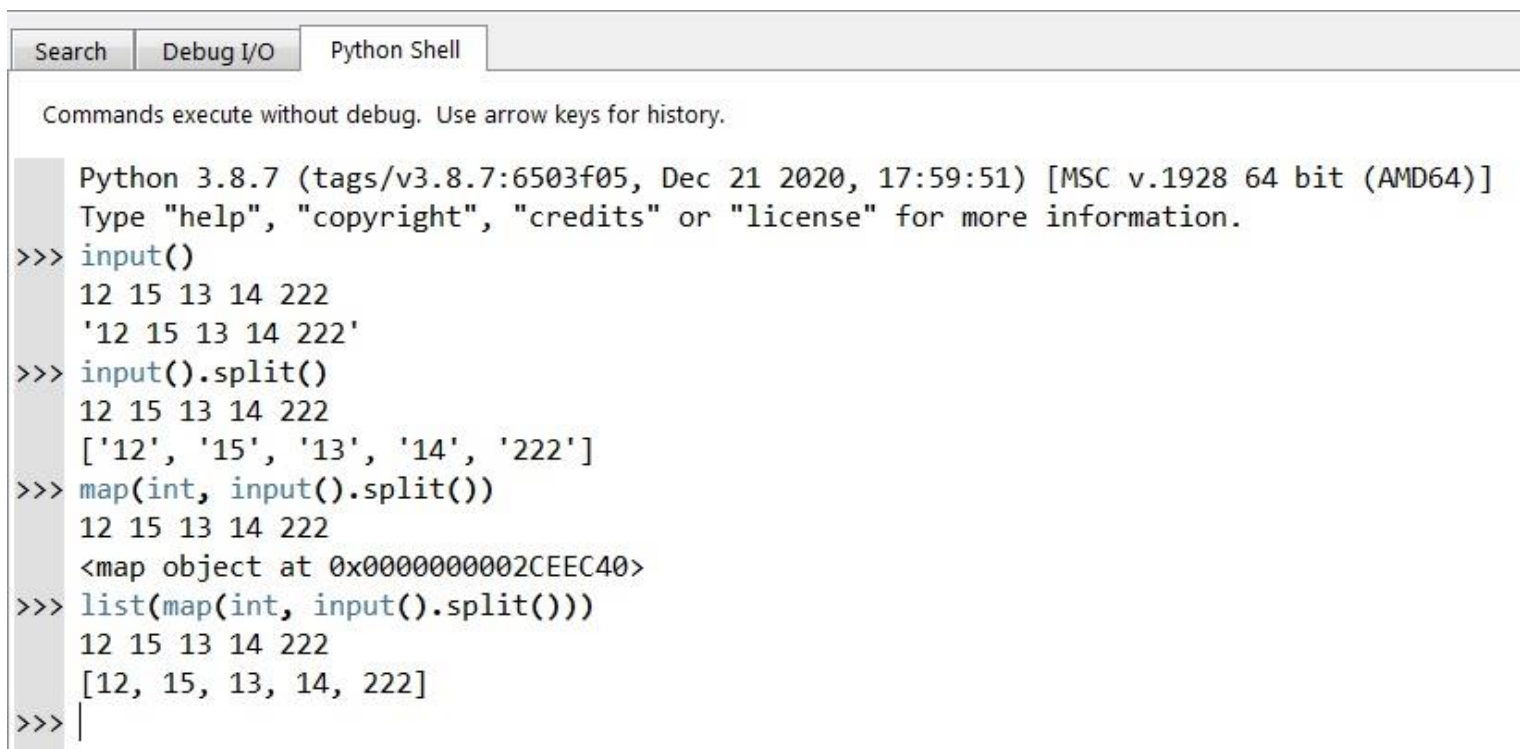 Search Debug I/O Python Shell
Commands execute without debug. Use arrow keys for history.
Python 3.8.7 (tags/v3.8.7:6503f05, Dec 21 2020, 17:59:51) [MSC v.1928 64 bit (AMD64)]
Type "help", "copyright", "credits" or "license" for more information.
>>> input()
12 15 13 14 222
'12 15 13 14 222'
>>> input().split()
12 15 13 14 222
['12', '15', '13', '14', '222']
>>> map(int, input().split())
12 15 13 14 222
<map object at 0x0000000002CEEC40>
>>> list(map(int, input().split()))
12 15 13 14 222
[12, 15, 13, 14, 222]
>>>